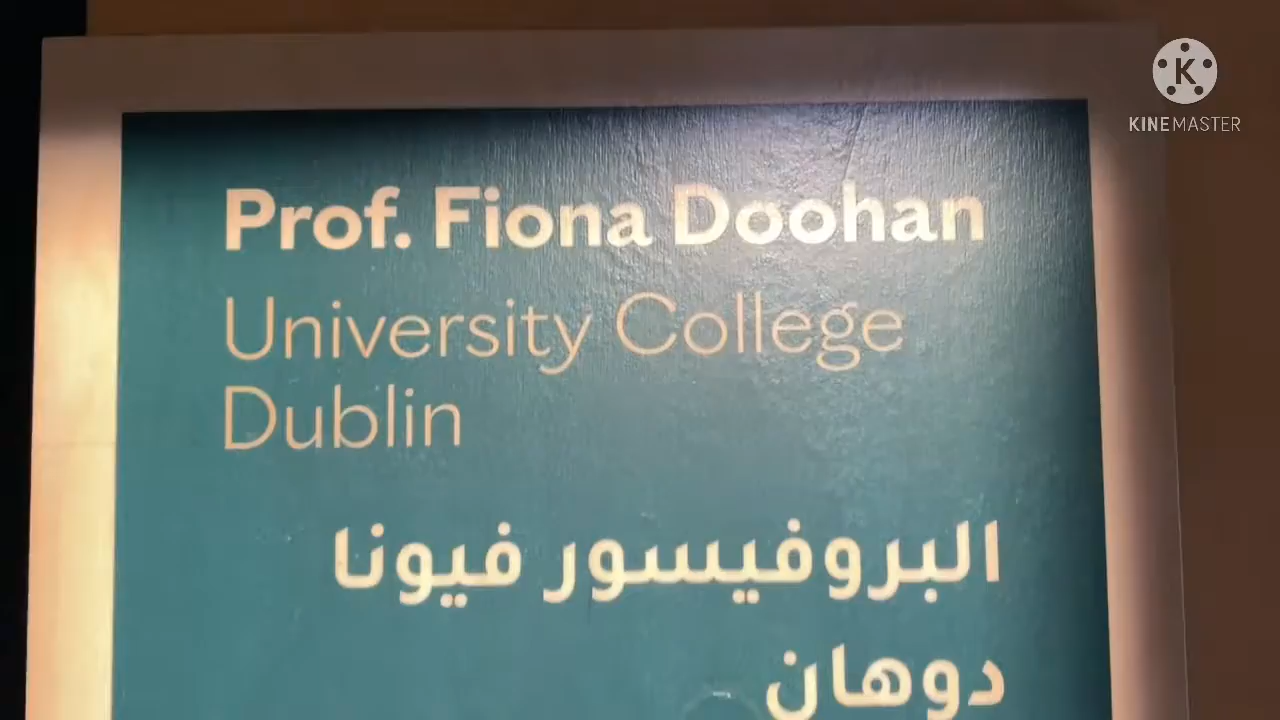 Prof. Fiona Doohan
University College
Dublin
البروفيسور فيونا
دوهان
K
KINEMASTER